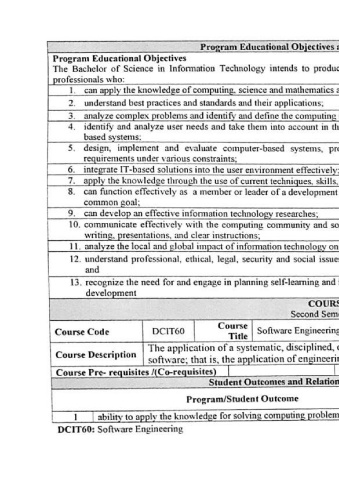 Program Educational Objectives a
Program Educational Objectives
The Bachelor of Science in Information Technology intends to produc
professionals who:
1. can apply the knowledge of computing, science and mathematics a
2. understand best practices and standards and their applications;
3. analyze complex problems and identify and define the computing
4. identify and analyze user needs and take them into account in th
based systems;
5. design, implement and evaluate computer-based systems, pr
requirements under various constraints;
6. integrate IT-based solutions into the user environment effectively;
7. apply the knowledge through the use of current techniques, skills,
8. can function effectively as a member or leader of a development
common goal;
9. can develop an effective information technology researches;
10. communicate effectively with the computing community and so
writing, presentations, and clear instructions;
11. analyze the local and global impact of information technology on
12. understand professional, ethical, legal, security and social issue
and
13. recognize the need for and engage in planning self-learning and
development
COURS
Second Sem
Course Code DCIT60 Course Title Software Engineering
Course Description The application of a systematic, disciplined,
software; that is, the application of engineerin
Course Pre- requisites /(Co-requisites)
Student Outcomes and Relation
Program/Student Outcome
1 ability to apply the knowledge for solving computing problem
DCIT60: Software Engineering